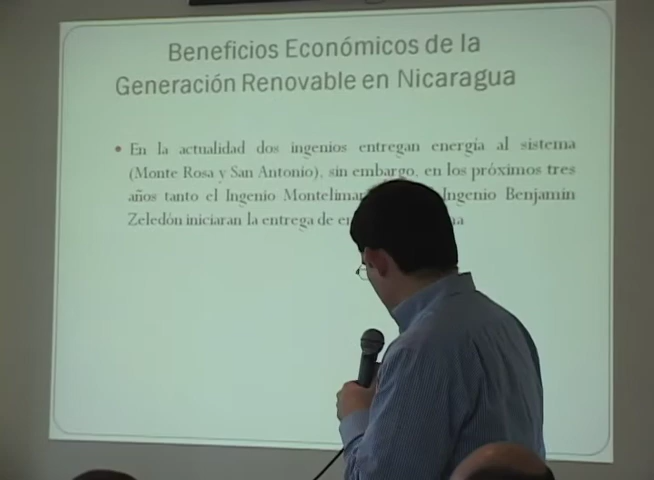 Beneficios Económicos de la
Generación Renovable en Nicaragua
• En la actualidad dos ingenios entregan energía al sistema
(Monte Rosa y San Antonio), sin embargo, en los próximos tres
años tanto el Ingenio Montelimar Ingenio Benjamín
Zeledón iniciaran la entrega de